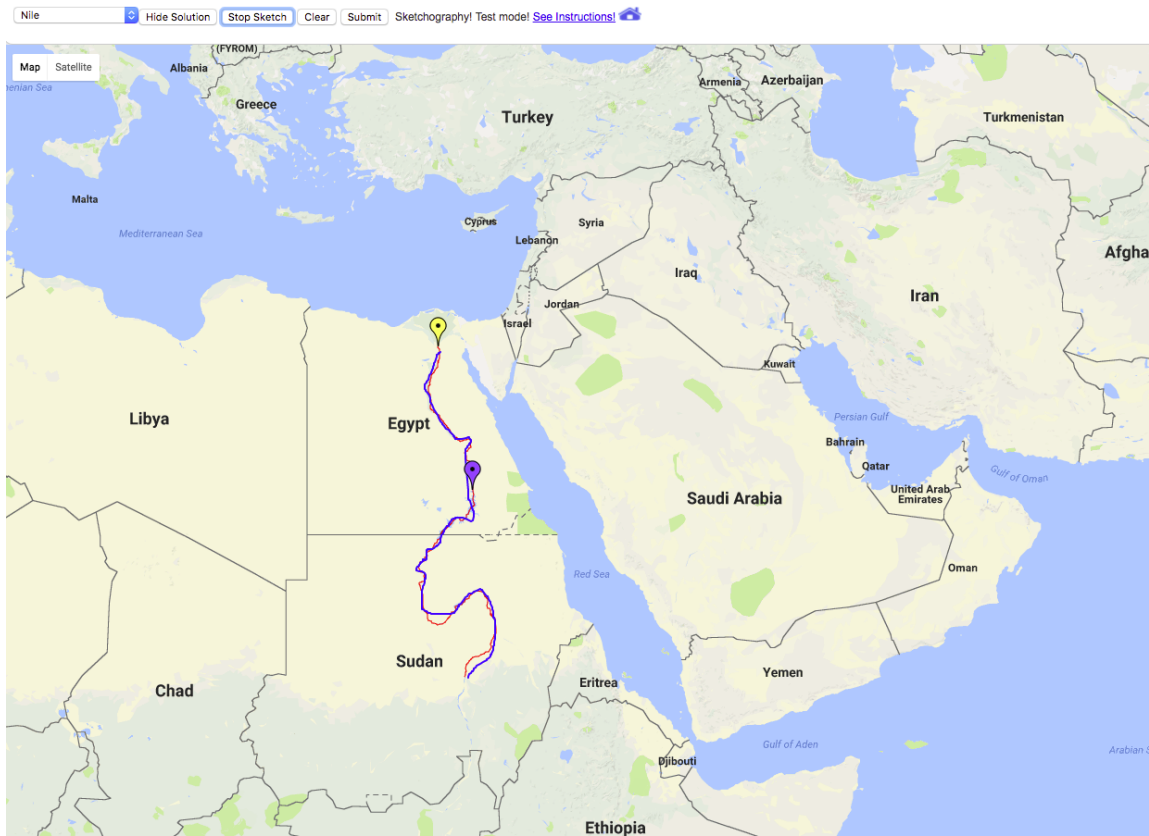 Nile Hide Solution Stop Sketch Clear Submit Sketchography! Test mode! See Instructions!
(FYROM)
Map Satellite
Albania
Armenia
Azerbaijan
Greece
Turkey
Turkmenistan
Malta
Mediterranean Sea
Cyprus
Syria
Lebanon
Afgha
Iraq
Iran
Jordan
Israel
Kuwait
Libya
Egypt
Persian Gulf
Bahrain
Qatar
Gulf of Oman
United Arab
Emirates
Saudi Arabia
Oman
Red Sea
Sudan
Yemen
Chad
Eritrea
Gulf of Aden
Arabian S
Djibouti
Ethiopia